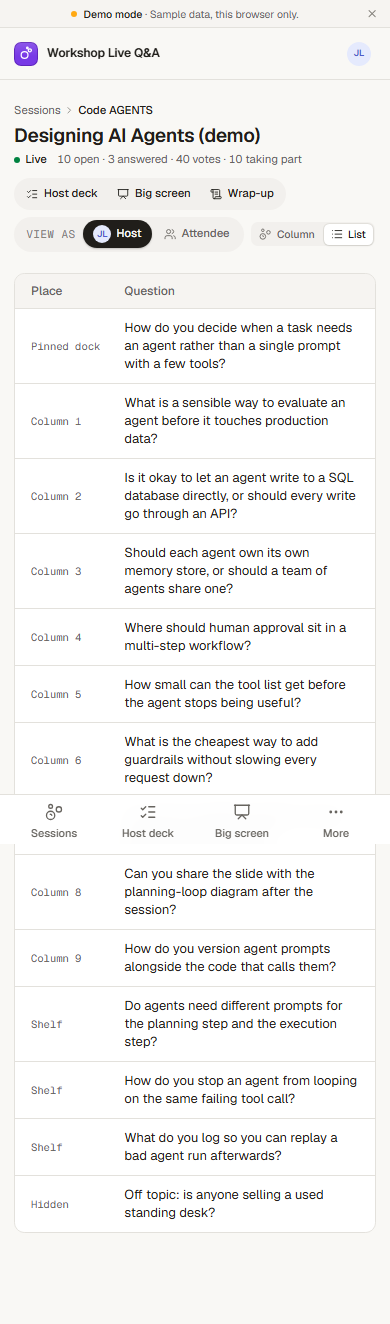 Demo mode · Sample data, this browser only.
Workshop Live Q&A
JL
Sessions > Code AGENTS
Designing AI Agents (demo)
Live 10 open · 3 answered · 40 votes · 10 taking part
Host deck Big screen Wrap-up
VIEW AS JL Host Attendee Column List
Place Question
Pinned dock
How do you decide when a task needs
an agent rather than a single prompt
with a few tools?
Column 1
What is a sensible way to evaluate an
agent before it touches production
data?
Column 2
Is it okay to let an agent write to a SQL
database directly, or should every write
go through an API?
Column 3
Should each agent own its own
memory store, or should a team of
agents share one?
Column 4
Where should human approval sit in a
multi-step workflow?
Column 5
How small can the tool list get before
the agent stops being useful?
Column 6
What is the cheapest way to add
guardrails without slowing every
request down?
Sessions Host deck Big screen More
Column 8
Can you share the slide with the
planning-loop diagram after the
session?
Column 9
How do you version agent prompts
alongside the code that calls them?
Shelf
Do agents need different prompts for
the planning step and the execution
step?
Shelf
How do you stop an agent from looping
on the same failing tool call?
Shelf
What do you log so you can replay a
bad agent run afterwards?
Hidden
Off topic: is anyone selling a used
standing desk?